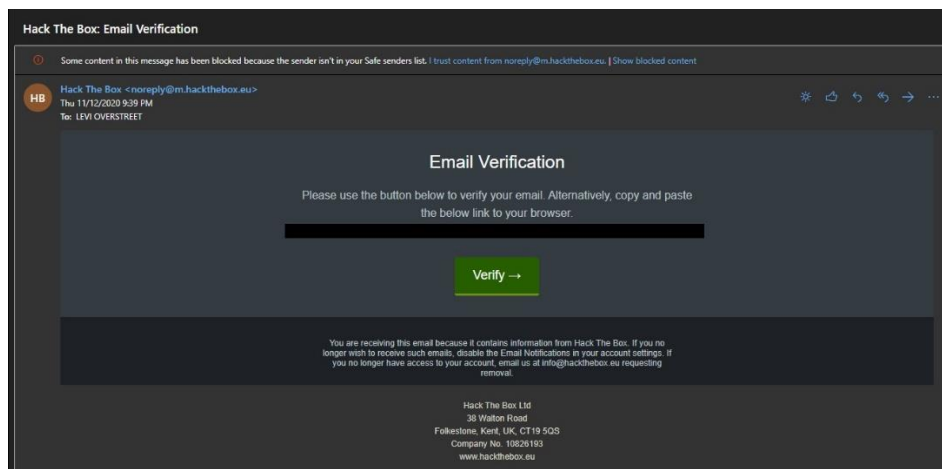 Hack The Box: Email Verification
Some content in this message has been blocked because the sender isn't in your Safe senders list. I trust content from noreply@m.hackthebox.eu. | Show blocked content
HB
Hack The Box <noreply@m.hackthebox.eu>
Thu 11/12/2020 9:39 PM
To: LEVI OVERSTREET
Email Verification
Please use the button below to verify your email. Alternatively, copy and paste
the below link to your browser.
Verify →
You are receiving this email because it contains information from Hack The Box. If you no
longer wish to receive such emails, disable the Email Notifications in your account settings. If
you no longer have access to your account, email us at info@hackthebox.eu requesting
removal.
Hack The Box Ltd
38 Walton Road
Folkestone, Kent, UK, CT19 5QS
Company No. 10826193
www.hackthebox.eu